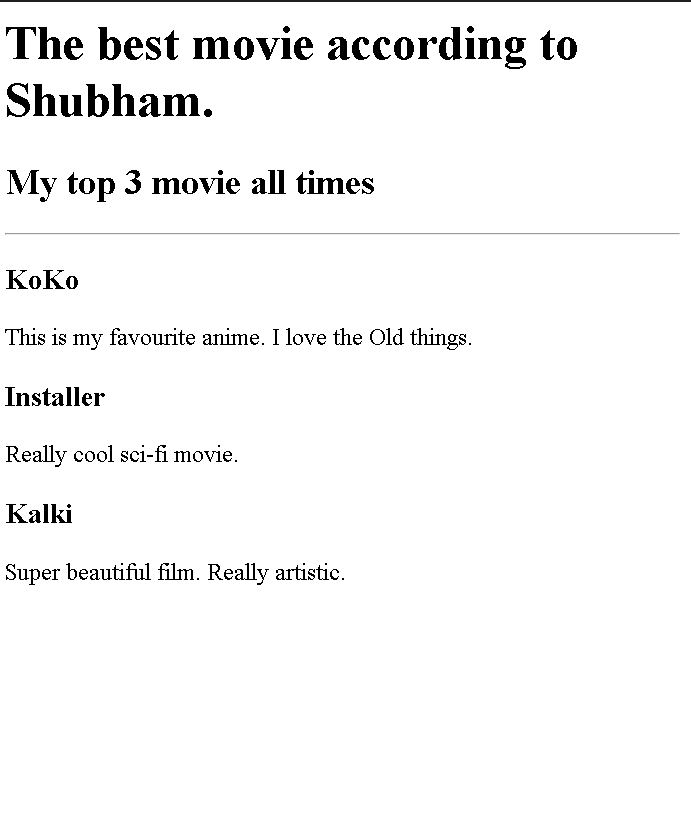 The best movie according to
Shubham.
My top 3 movie all times
KoKo
This is my favourite anime. I love the Old things.
Installer
Really cool sci-fi movie.
Kalki
Super beautiful film. Really artistic.